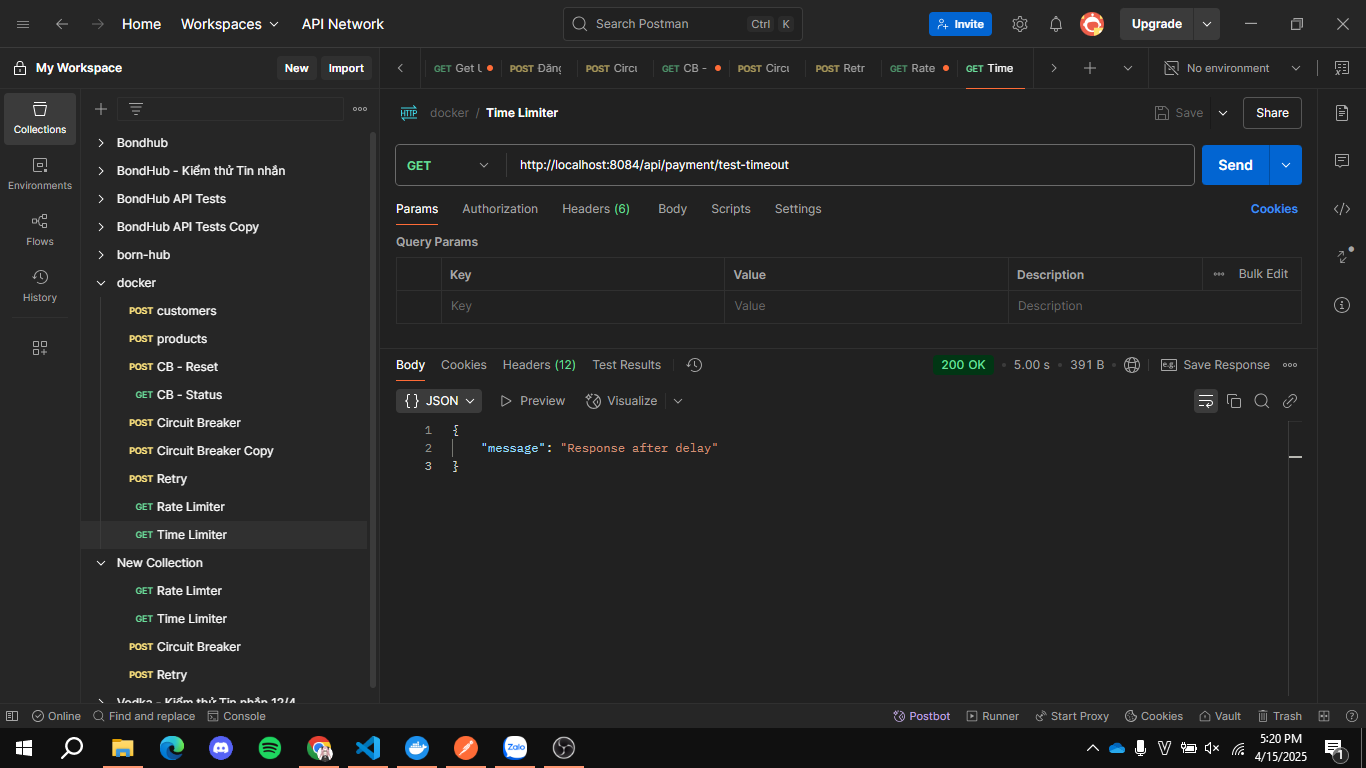 Home Workspaces API Network Search Postman Ctrl K Invite Upgrade
My Workspace New Import GET Get U POST Đăng POST Circu GET CB - POST Circu POST Retr GET Rate GET Time No environment
Collections
Environments
Flows
History
Bondhub
BondHub - Kiểm thử Tin nhắn
BondHub API Tests
BondHub API Tests Copy
born-hub
docker
POST customers
POST products
POST CB - Reset
GET CB - Status
POST Circuit Breaker
POST Circuit Breaker Copy
POST Retry
GET Rate Limiter
GET Time Limiter
New Collection
GET Rate Limter
GET Time Limiter
POST Circuit Breaker
POST Retry
Vodka - Kiểm thử Tin nhắn 12/4
HTTP docker / Time Limiter Save Share
GET http://localhost:8084/api/payment/test-timeout Send
Params Authorization Headers (6) Body Scripts Settings Cookies
Query Params
Key Value Description Bulk Edit
Key Value Description
Body Cookies Headers (12) Test Results 200 OK 5.00 s 391 B e.g. Save Response
{} JSON Preview Visualize
1 {
2 "message": "Response after delay"
3 }
Online Find and replace Console Postbot Runner Start Proxy Cookies Vault Trash
Zalo
5:20 PM
4/15/2025
1